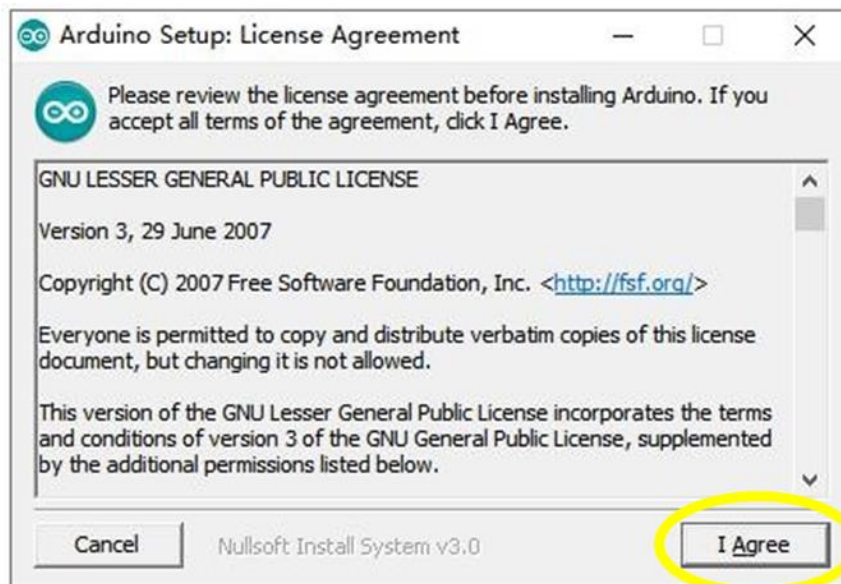 Arduino Setup: License Agreement
Please review the license agreement before installing Arduino. If you
accept all terms of the agreement, click I Agree.
GNU LESSER GENERAL PUBLIC LICENSE
Version 3, 29 June 2007
Copyright (C) 2007 Free Software Foundation, Inc. <http://fsf.org/>
Everyone is permitted to copy and distribute verbatim copies of this license
document, but changing it is not allowed.
This version of the GNU Lesser General Public License incorporates the terms
and conditions of version 3 of the GNU General Public License, supplemented
by the additional permissions listed below.
Cancel
Nullsoft Install System v3.0
I Agree